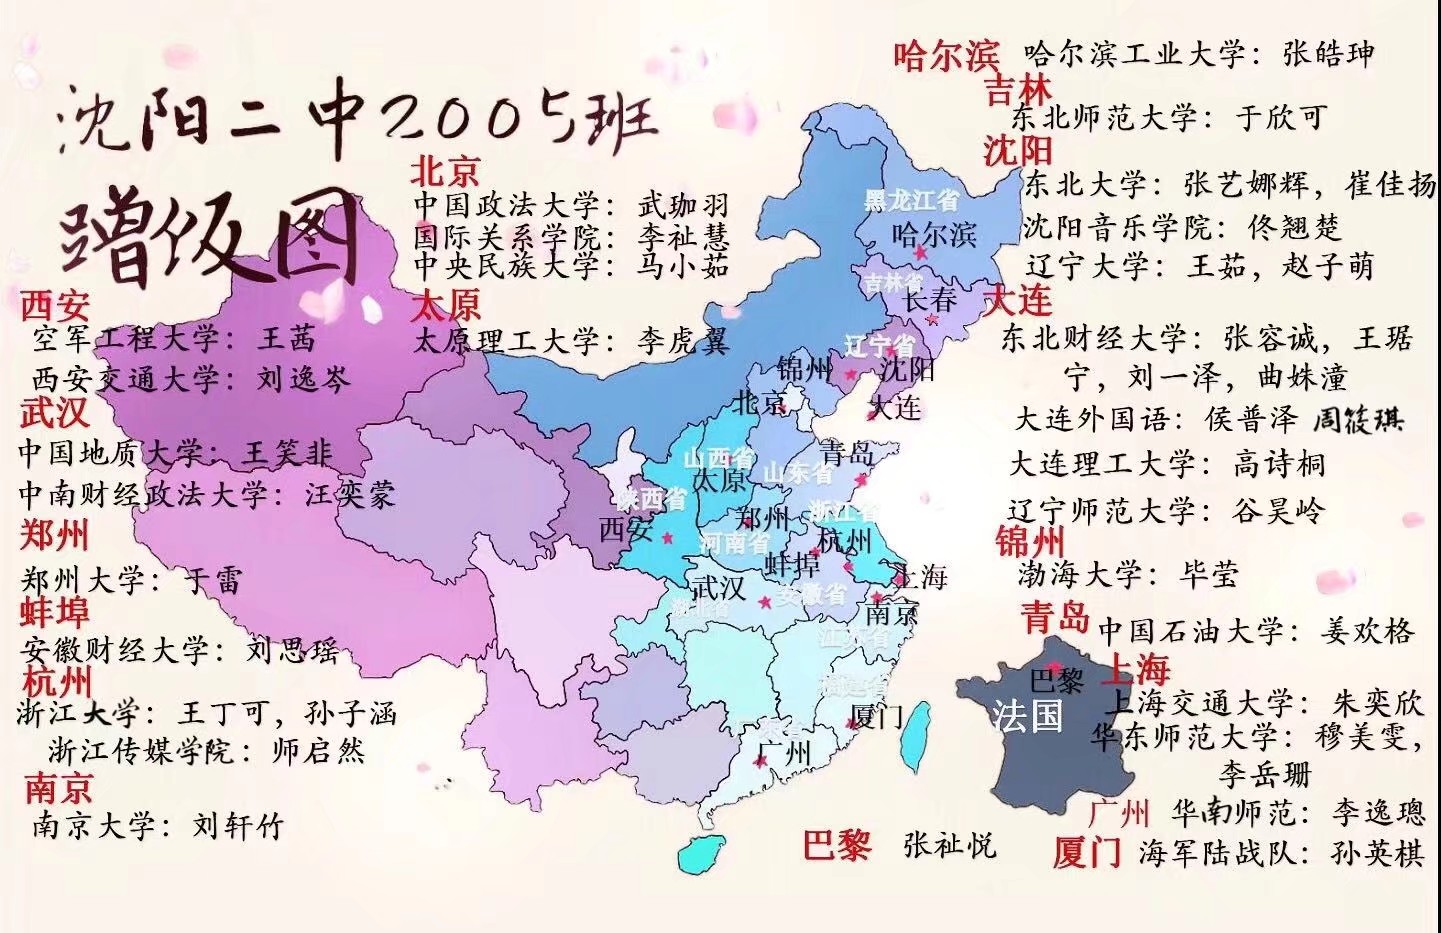 沈阳二中2005班
蹭饭图
北京
中国政法大学：武珈羽
国际关系学院：李祉慧
中央民族大学：马小茹
太原
太原理工大学：李虎翼
西安
空军工程大学：王茜
西安交通大学：刘逸岑
武汉
中国地质大学：王笑非
中南财经政法大学：汪奕蒙
郑州
郑州大学：于雷
蚌埠
安徽财经大学：刘思瑶
杭州
浙江大学：王丁可，孙子涵
浙江传媒学院：师启然
南京
南京大学：刘轩竹
哈尔滨 哈尔滨工业大学：张皓珅
吉林
东北师范大学：于欣可
沈阳
东北大学：张艺娜辉，崔佳扬
沈阳音乐学院：佟翘楚
辽宁大学：王茹，赵子萌
大连
东北财经大学：张容诚，王琚
宁，刘一泽，曲姝潼
大连外国语：侯普泽 周筱琪
大连理工大学：高诗桐
辽宁师范大学：谷昊岭
锦州
渤海大学：毕莹
青岛
中国石油大学：姜欢格
上海
上海交通大学：朱奕欣
华东师范大学：穆美雯，
李岳珊
广州 华南师范：李逸璁
厦门 海军陆战队：孙英棋
巴黎 张祉悦
黑龙江省
哈尔滨
吉林省
长春
辽宁省
锦州
沈阳
北京
大连
山西省
太原
山东省
青岛
陕西省
西安
郑州
河南省
浙江省
杭州
蚌埠
武汉
湖北省
安徽省
上海
南京
江苏省
福建省
厦门
广州
巴黎
法国